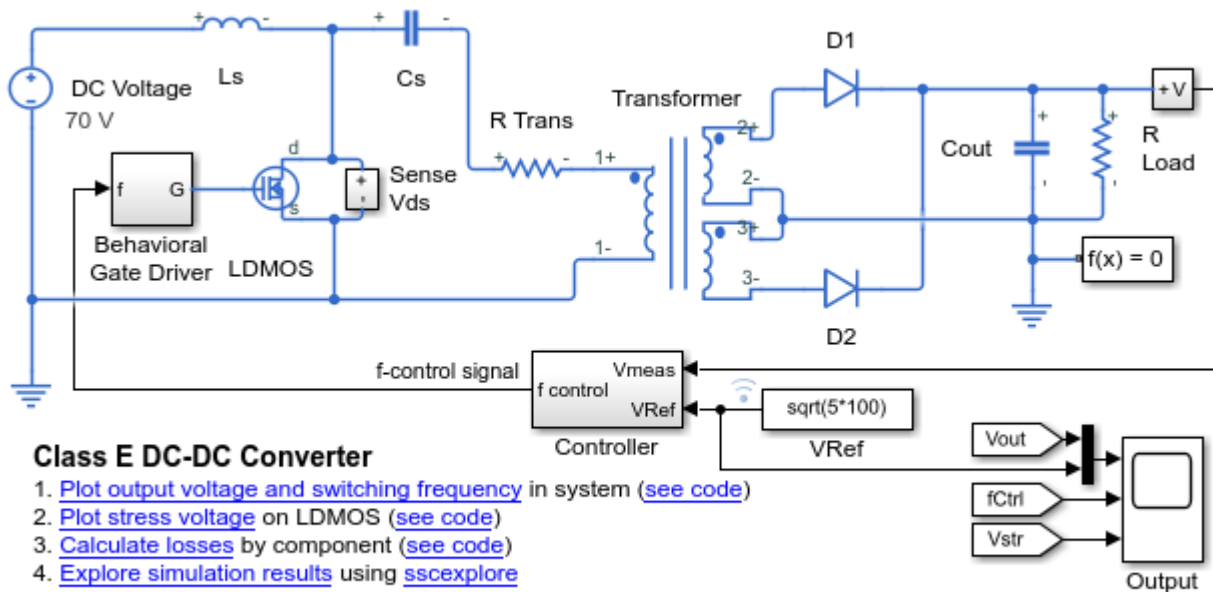 + -
Ls
+ -
Cs
DC Voltage
70 V
+
-
f
G
Behavioral
Gate Driver
d
s
LDMOS
+
-
Sense
Vds
R Trans
+ -
Transformer
1+
1-
2+
2-
3+
3-
D1
D2
Cout
+
-
+
-
R
Load
+V
f(x) = 0
f-control signal
f control
Vmeas
VRef
Controller
sqrt(5*100)
VRef
Vout
fCtrl
Vstr
Output
Class E DC-DC Converter
1. Plot output voltage and switching frequency in system (see code)
2. Plot stress voltage on LDMOS (see code)
3. Calculate losses by component (see code)
4. Explore simulation results using sscexplore